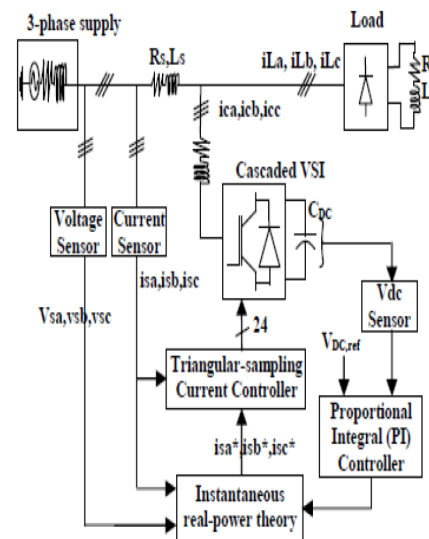 3-phase supply
Load
Rs,Ls
iLa, iLb, iLc
R
L
ica,icb,icc
Cascaded VSI
CDC
Voltage
Sensor
Current
Sensor
isa,isb,isc
Vsa,vsb,vsc
Vdc
Sensor
24
VDC,ref
Triangular-sampling
Current Controller
Proportional
Integral (PI)
Controller
isa*,isb*,isc*
Instantaneous
real-power theory